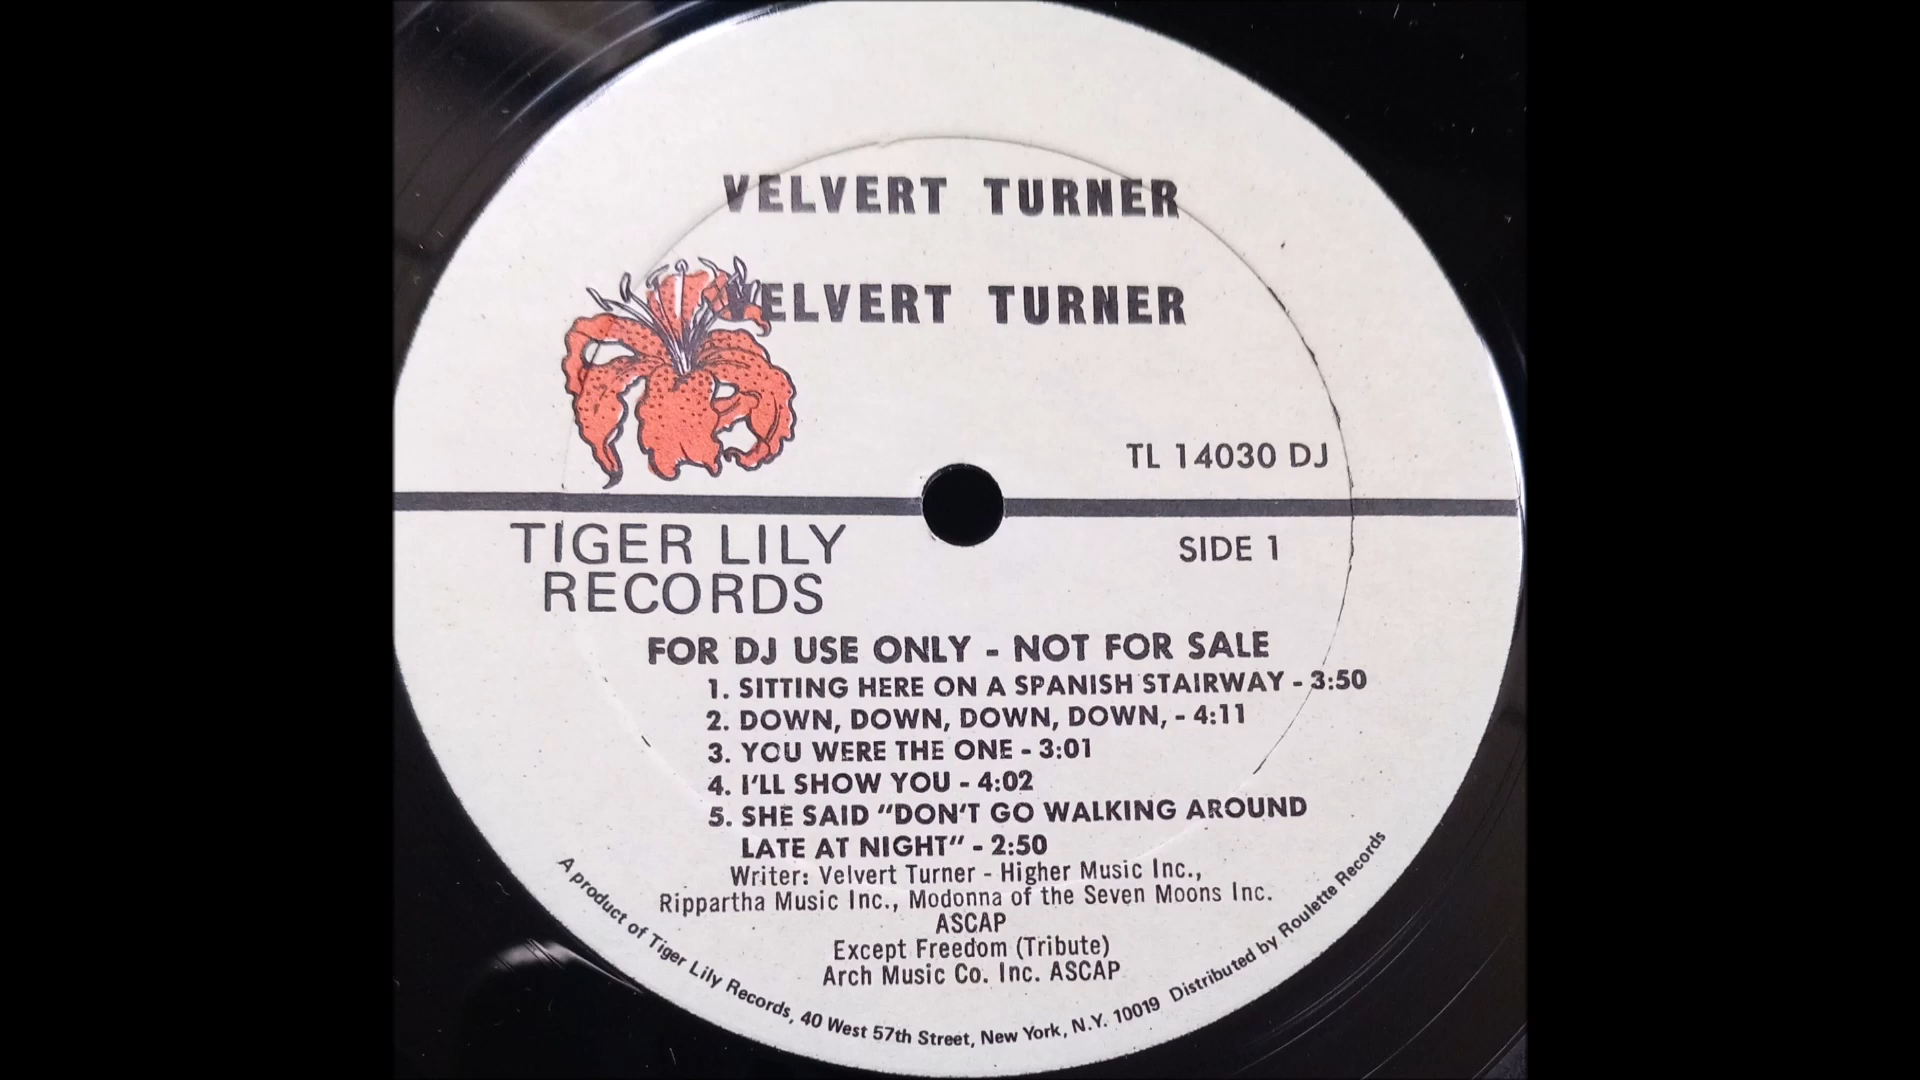 VELVERT TURNER
VELVERT TURNER
TL 14030 DJ
TIGER LILY
RECORDS
SIDE 1
FOR DJ USE ONLY - NOT FOR SALE
1. SITTING HERE ON A SPANISH STAIRWAY - 3:50
2. DOWN, DOWN, DOWN, DOWN, - 4:11
3. YOU WERE THE ONE - 3:01
4. I'LL SHOW YOU - 4:02
5. SHE SAID "DON'T GO WALKING AROUND
LATE AT NIGHT" - 2:50
Writer: Velvert Turner - Higher Music Inc.,
Rippartha Music Inc., Modonna of the Seven Moons Inc.
ASCAP
Except Freedom (Tribute)
Arch Music Co. Inc. ASCAP
A product of Tiger Lily Records, 40 West 57th Street, New York, N.Y. 10019 Distributed by Roulette Records